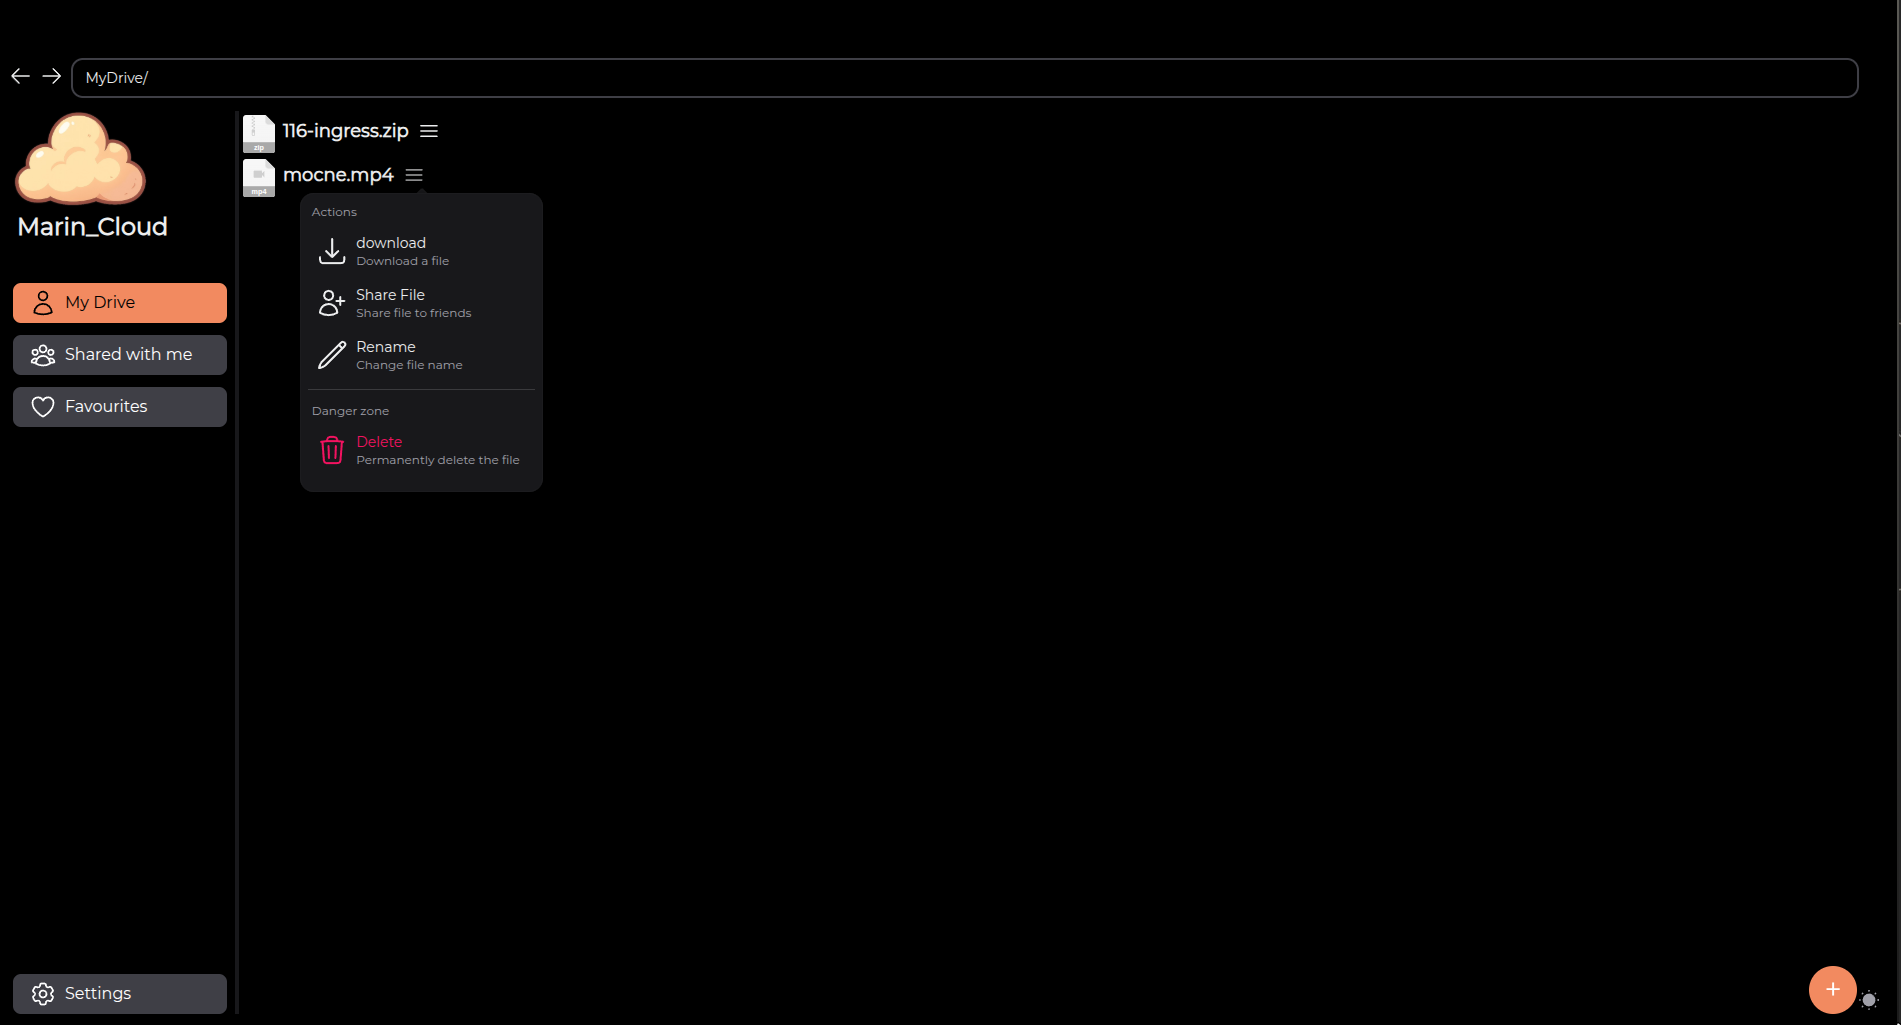 MyDrive/
Marin_Cloud
My Drive
Shared with me
Favourites
Settings
116-ingress.zip
zip
mocne.mp4
mp4
Actions
download
Download a file
Share File
Share file to friends
Rename
Change file name
Danger zone
Delete
Permanently delete the file
+